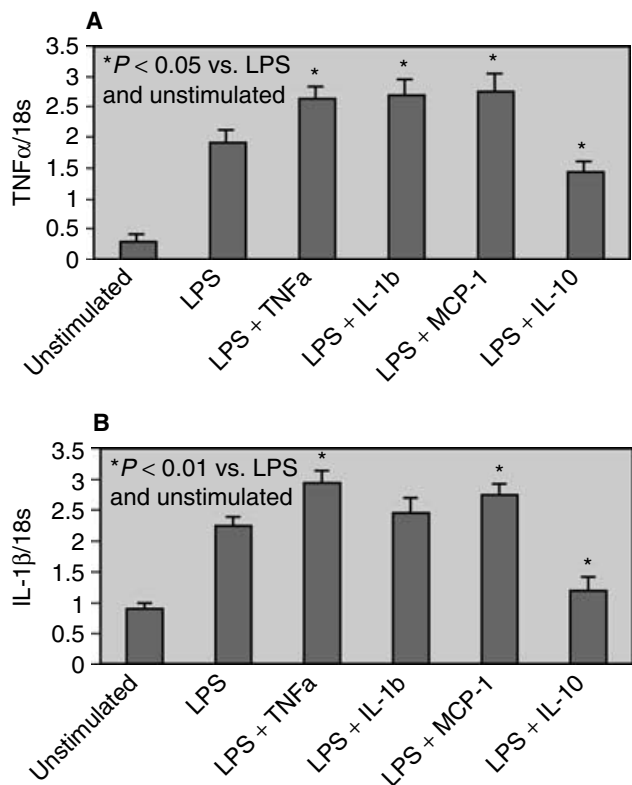 A
TNFα/18s
3.5
3
2.5
2
1.5
1
0.5
0
*P < 0.05 vs. LPS
and unstimulated
*
*
*
*
Unstimulated
LPS
LPS + TNFa
LPS + IL-1b
LPS + MCP-1
LPS + IL-10
B
IL-1β/18s
3.5
3
2.5
2
1.5
1
0.5
0
*P < 0.01 vs. LPS
and unstimulated
*
*
*
Unstimulated
LPS
LPS + TNFa
LPS + IL-1b
LPS + MCP-1
LPS + IL-10